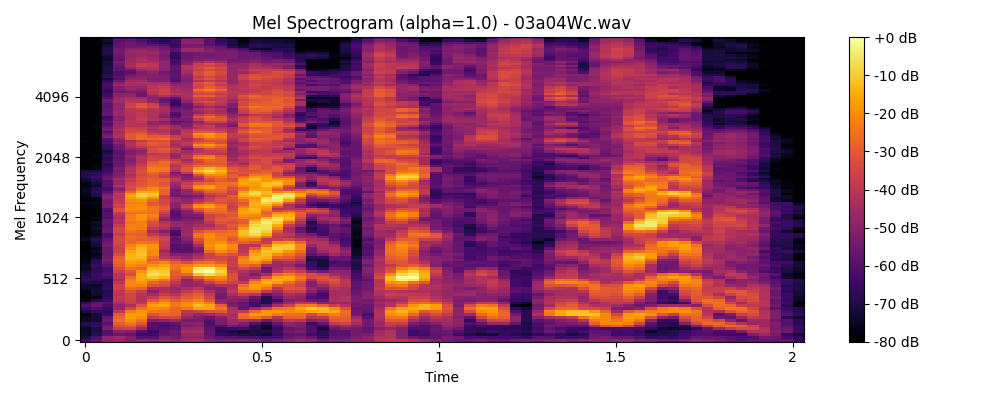 Mel Spectrogram (alpha=1.0) - 03a04Wc.wav
Mel Frequency
4096
2048
1024
512
0
0
0.5
1
1.5
2
Time
+0 dB
-10 dB
-20 dB
-30 dB
-40 dB
-50 dB
-60 dB
-70 dB
-80 dB